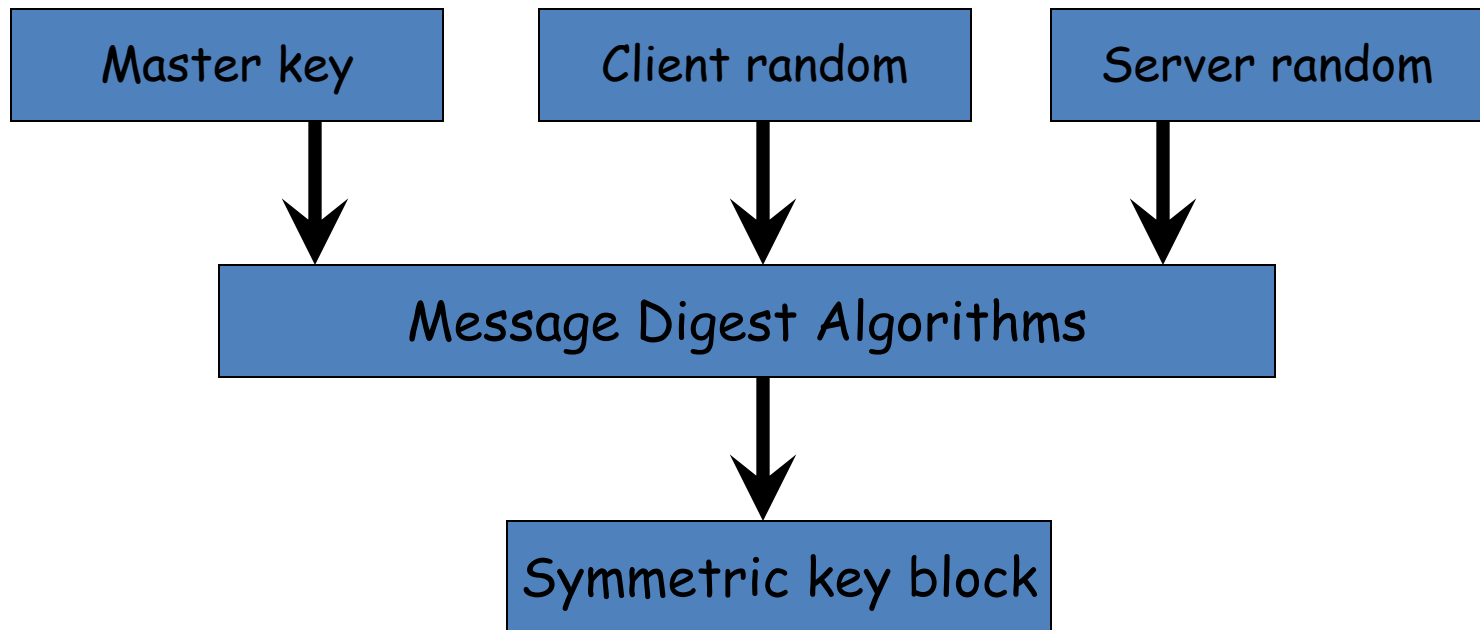 Master key
Client random
Server random
Message Digest Algorithms
Symmetric key block